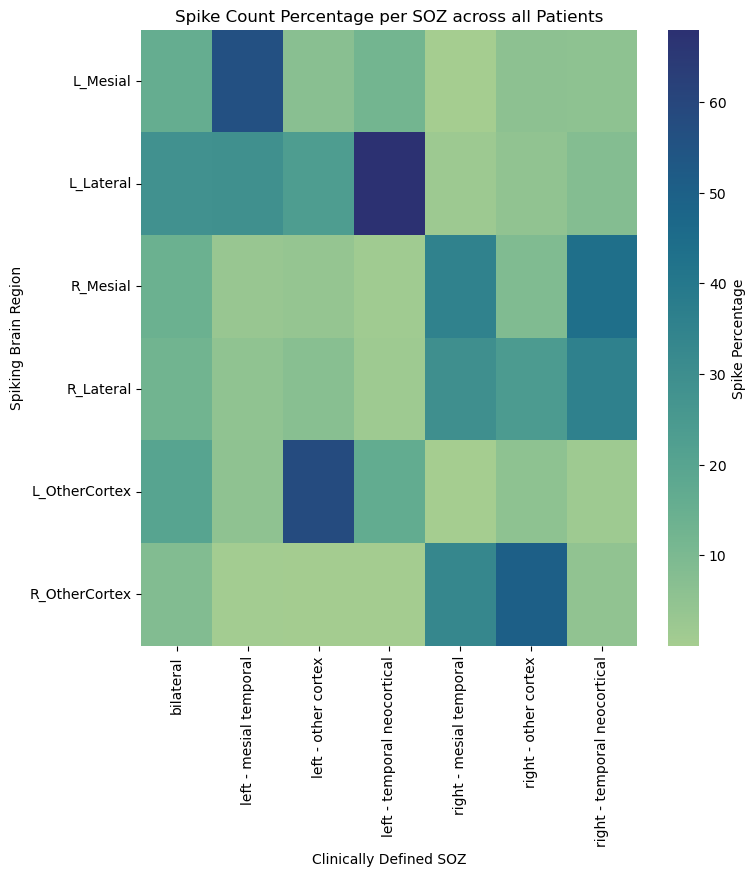 Spike Count Percentage per SOZ across all Patients
Spiking Brain Region
L_Mesial
L_Lateral
R_Mesial
R_Lateral
L_OtherCortex
R_OtherCortex
bilateral
left - mesial temporal
left - other cortex
left - temporal neocortical
right - mesial temporal
right - other cortex
right - temporal neocortical
Clinically Defined SOZ
60
50
40
30
20
10
Spike Percentage